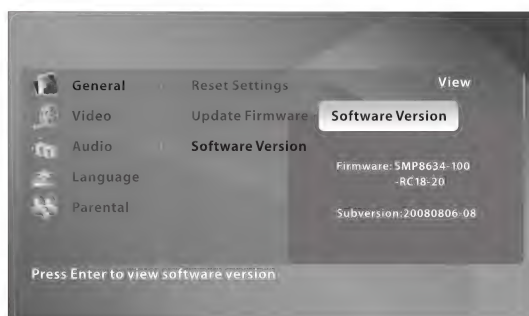 General
Video
Audio
Language
Parental
Reset Settings
Update Firmware
Software Version
View
Software Version
Firmware: SMP8634-100
-RC18-20
Subversion:20080806-08
Press Enter to view software version